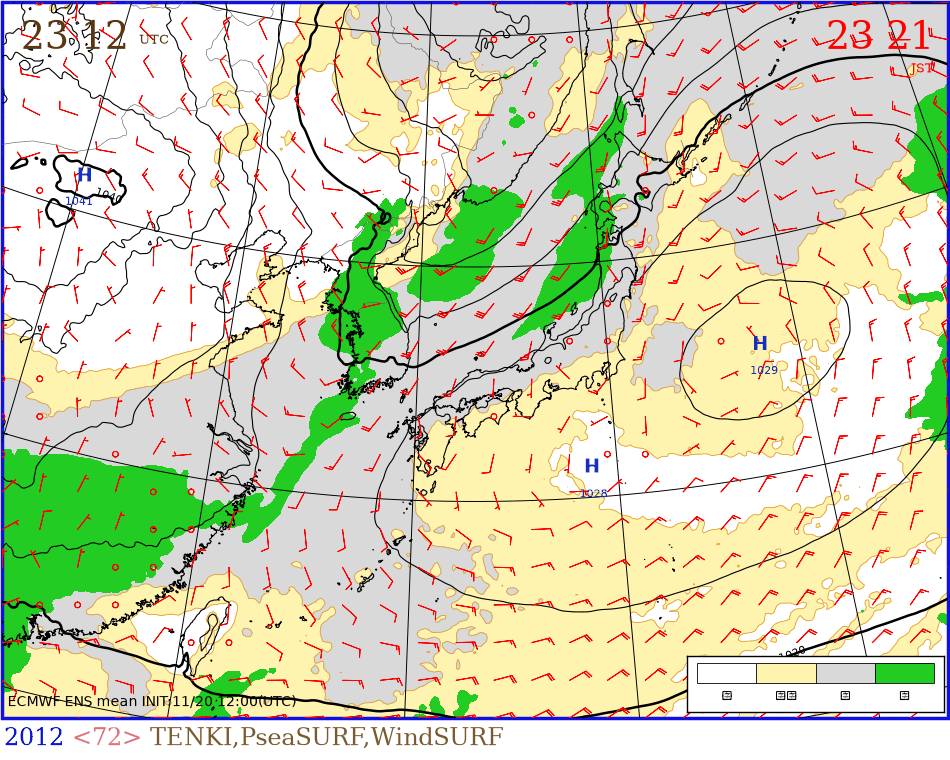 23 12 UTC
23 21
JST
H
1041
1040
H
1029
H
1028
1020
ECMWF ENS mean INIT:11/20 12:00(UTC)
2012 <72> TENKI,PseaSURF,WindSURF